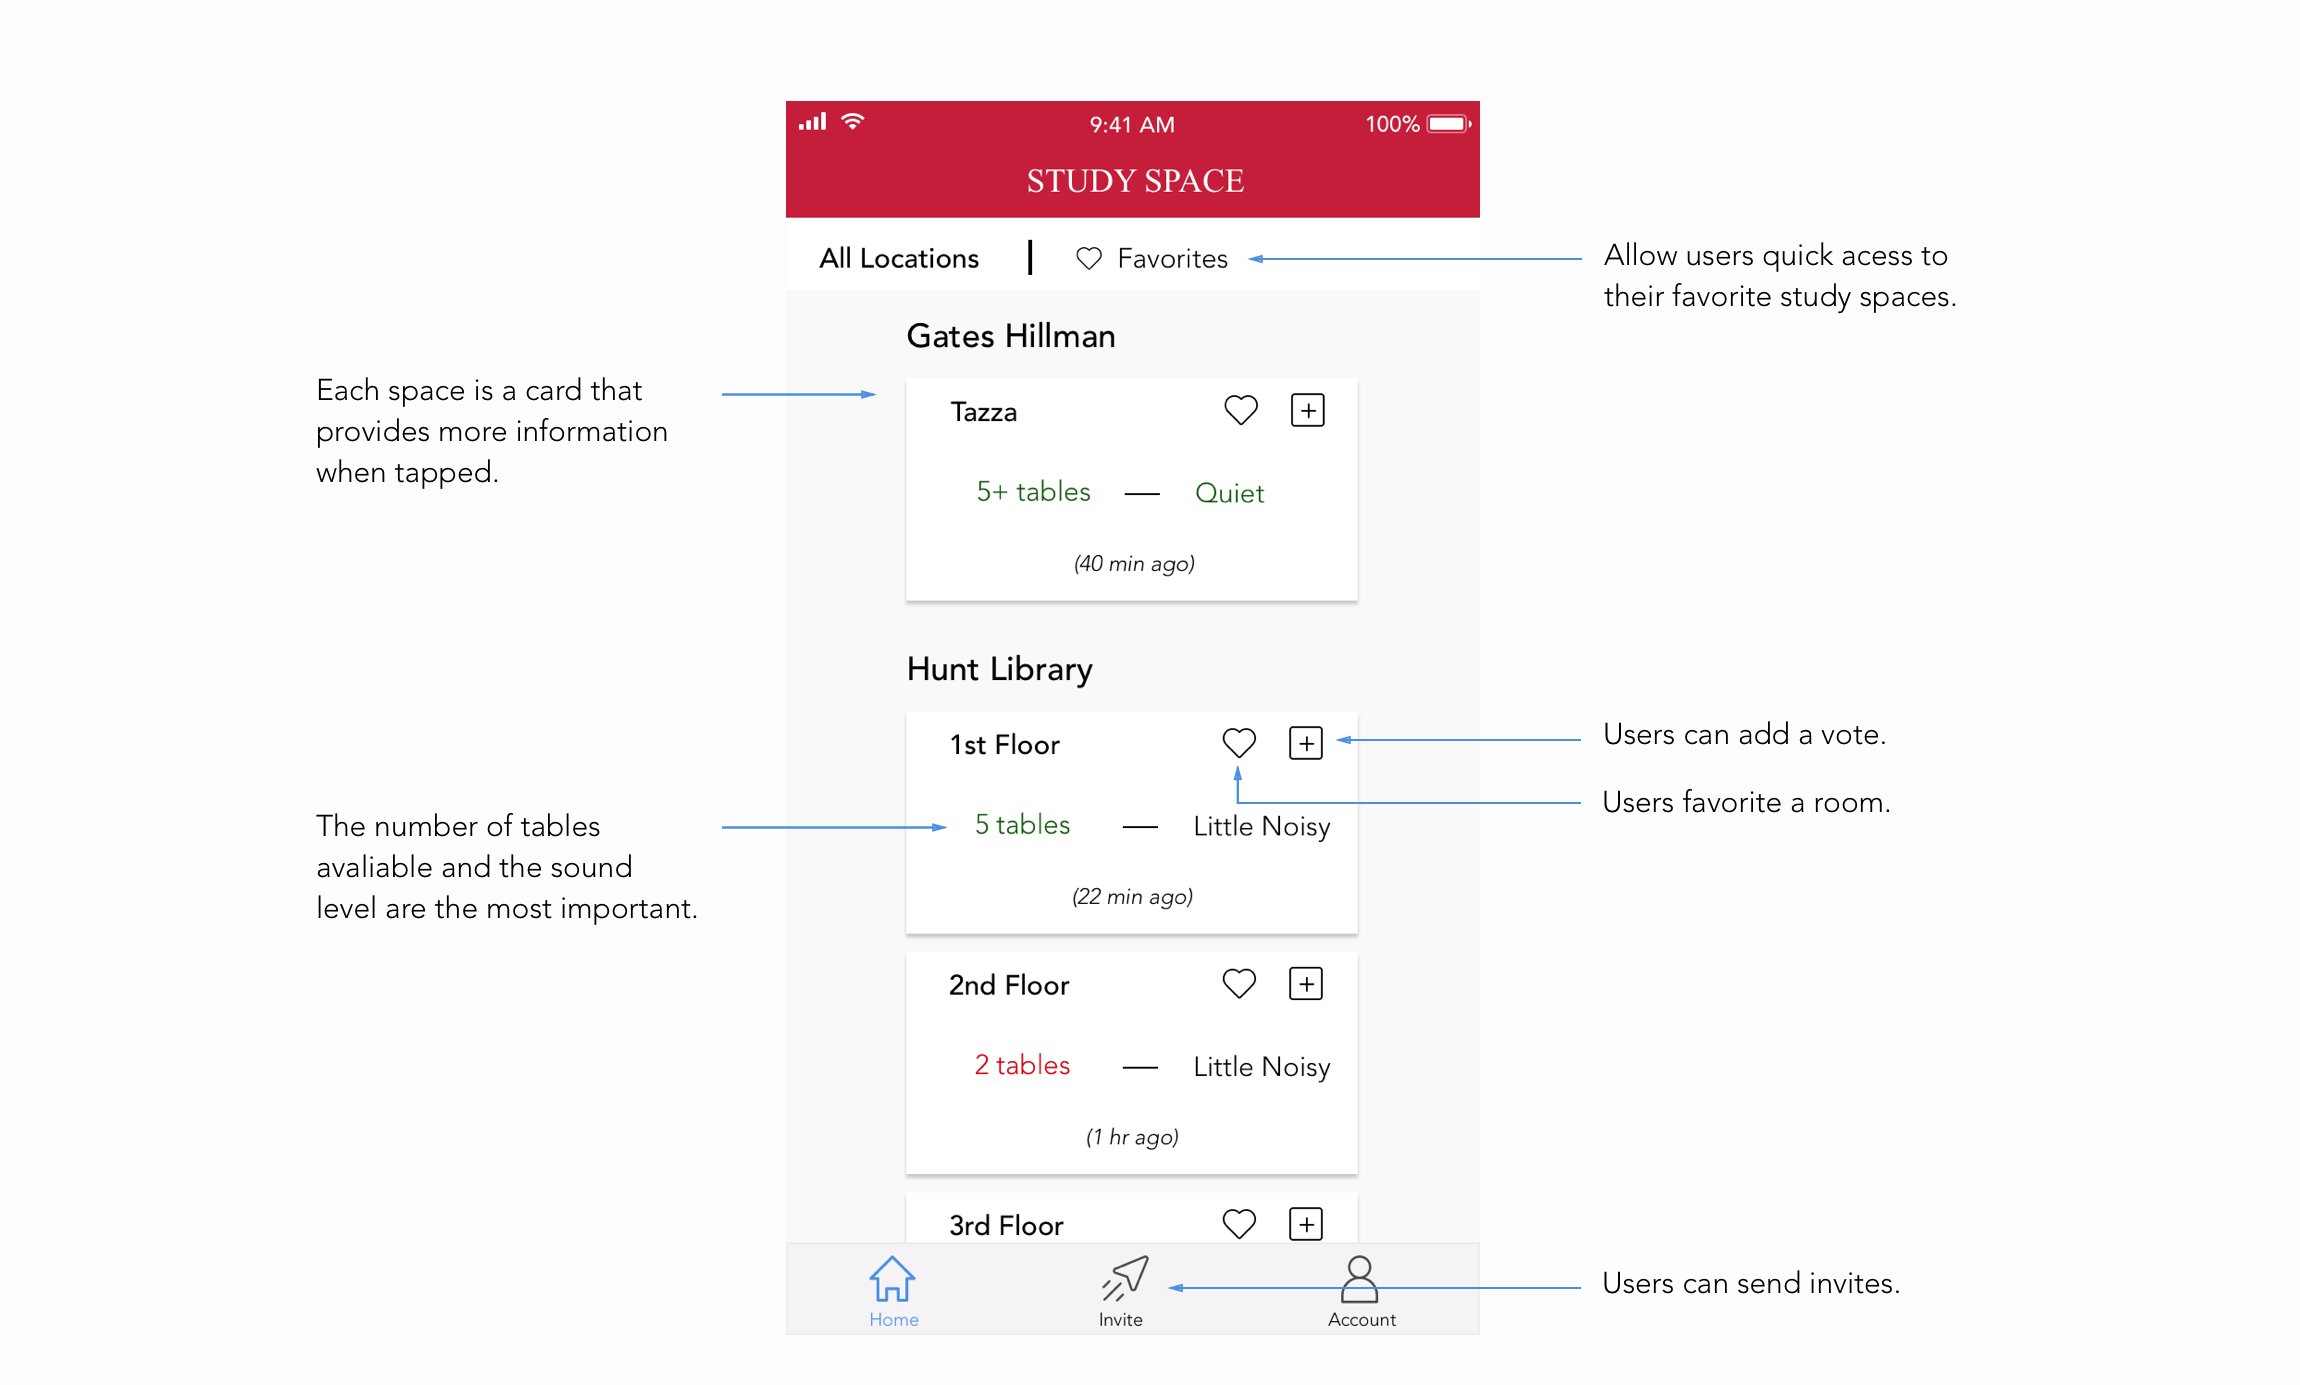 9:41 AM
100%
STUDY SPACE
All Locations
Favorites
Allow users quick acess to
their favorite study spaces.
Gates Hillman
Each space is a card that
provides more information
when tapped.
Tazza
5+ tables — Quiet
(40 min ago)
Hunt Library
1st Floor
Users can add a vote.
Users favorite a room.
The number of tables
avaliable and the sound
level are the most important.
5 tables — Little Noisy
(22 min ago)
2nd Floor
2 tables — Little Noisy
(1 hr ago)
3rd Floor
Users can send invites.
Home
Invite
Account